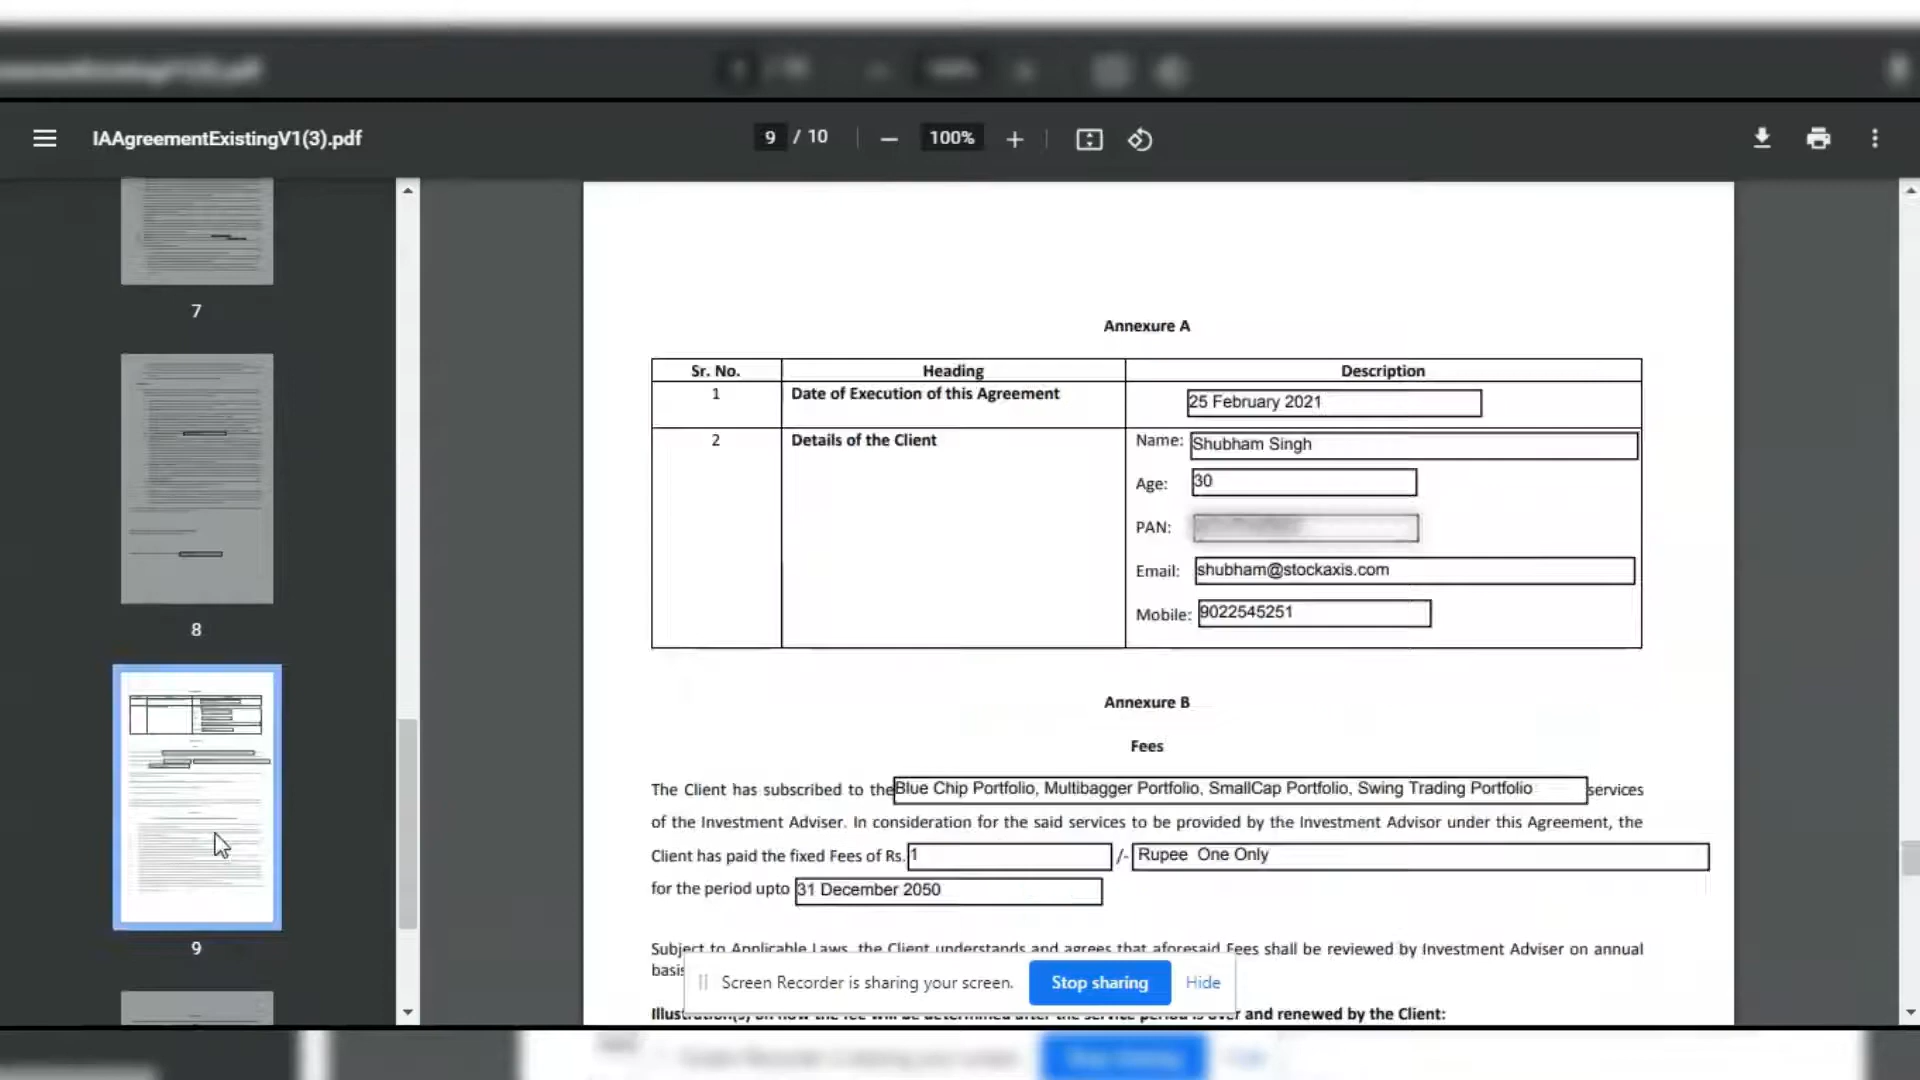 IAAgreementExistingV1(3).pdf
9 / 10
100%
7
8
9
Annexure A
Sr. No. Heading Description
1 Date of Execution of this Agreement 25 February 2021
2 Details of the Client Name: Shubham Singh
Age: 30
PAN:
Email: shubham@stockaxis.com
Mobile: 9022545251
Annexure B
Fees
The Client has subscribed to the Blue Chip Portfolio, Multibagger Portfolio, SmallCap Portfolio, Swing Trading Portfolio services
of the Investment Adviser. In consideration for the said services to be provided by the Investment Advisor under this Agreement, the
Client has paid the fixed Fees of Rs. 1 /- Rupee One Only
for the period upto 31 December 2050
Subject to Applicable Laws, the Client understands and agrees that aforesaid Fees shall be reviewed by Investment Adviser on annual
basis
Screen Recorder is sharing your screen. Stop sharing Hide
and renewed by the Client: